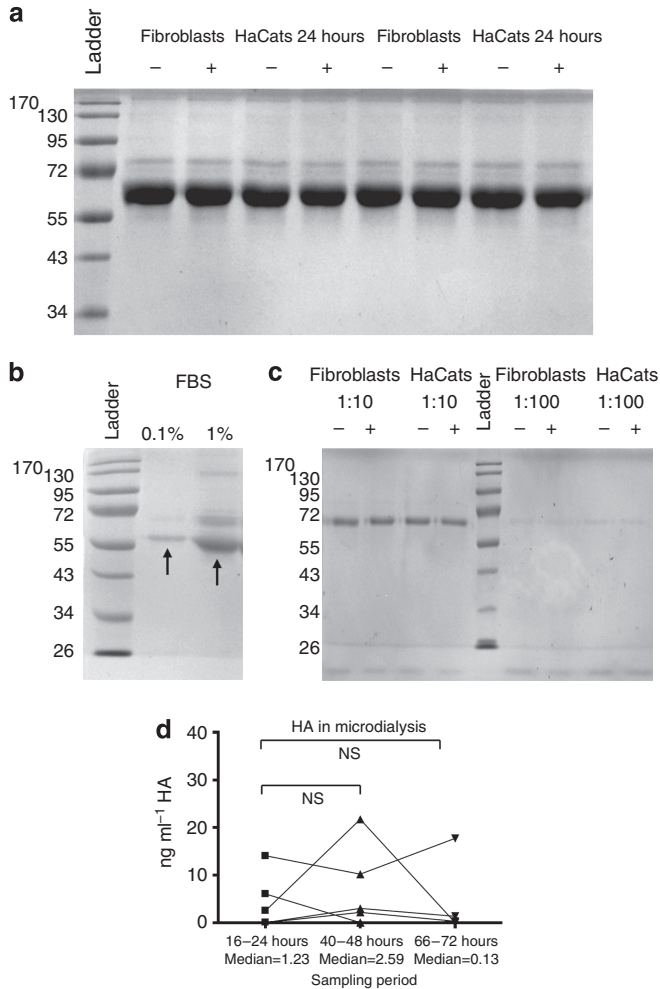 a
Ladder
Fibroblasts HaCats 24 hours Fibroblasts HaCats 24 hours
– + – + – + – +
170
130
95
72
55
43
34
b
Ladder
FBS
0.1% 1%
170
130
95
72
55
43
34
26
c
Fibroblasts HaCats Ladder Fibroblasts HaCats
1:10 1:10 1:100 1:100
– + – + – + – +
170
130
95
72
55
43
34
26
d
HA in microdialysis
NS
NS
ng ml⁻¹ HA
40
30
20
10
0
16–24 hours 40–48 hours 66–72 hours
Median=1.23 Median=2.59 Median=0.13
Sampling period